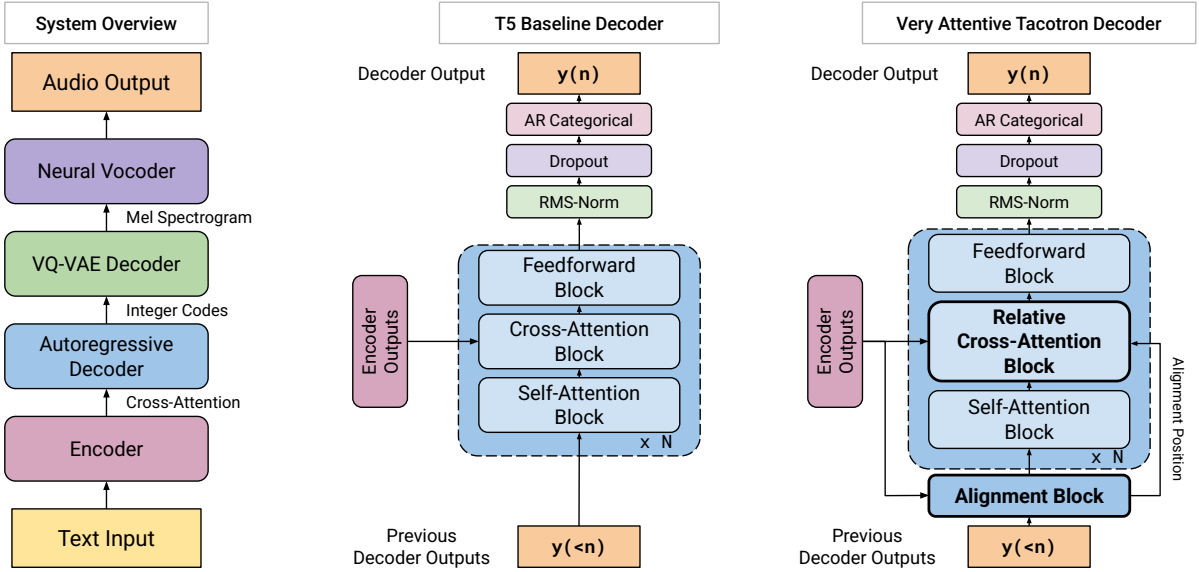 System Overview
Audio Output
Neural Vocoder
Mel Spectrogram
VQ-VAE Decoder
Integer Codes
Autoregressive
Decoder
Cross-Attention
Encoder
Text Input
T5 Baseline Decoder
Decoder Output
y(n)
AR Categorical
Dropout
RMS-Norm
Feedforward
Block
Encoder
Outputs
Cross-Attention
Block
Self-Attention
Block
x N
Previous
Decoder Outputs
y(<n)
Very Attentive Tacotron Decoder
Decoder Output
y(n)
AR Categorical
Dropout
RMS-Norm
Feedforward
Block
Encoder
Outputs
Relative
Cross-Attention
Block
Self-Attention
Block
x N
Alignment Position
Alignment Block
Previous
Decoder Outputs
y(<n)